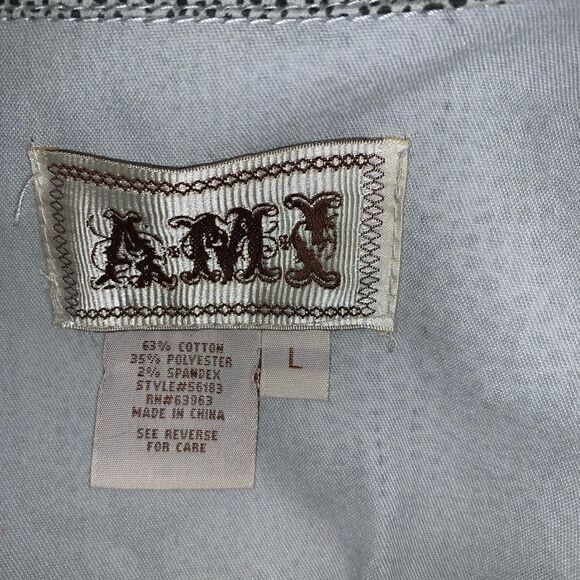 A·M·I
63% COTTON
35% POLYESTER
2% SPANDEX
STYLE#56183
RN#63963
MADE IN CHINA
SEE REVERSE
FOR CARE
L